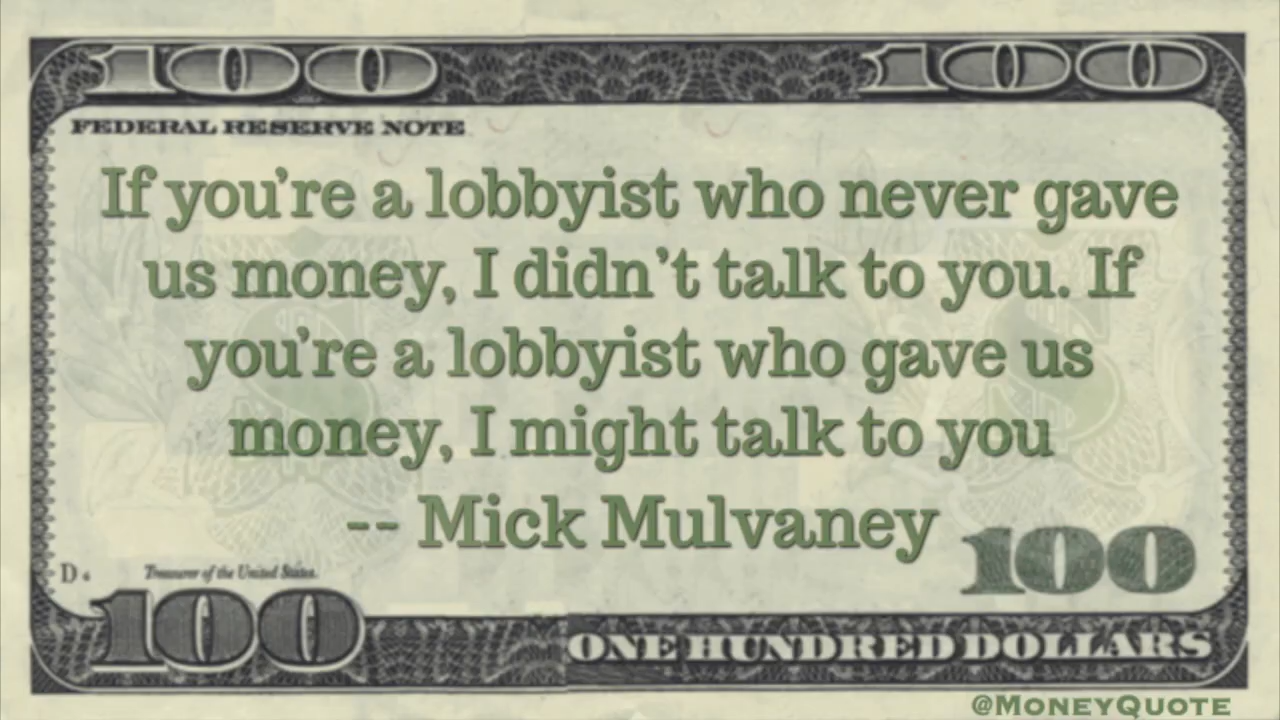 100 100
FEDERAL RESERVE NOTE
If you're a lobbyist who never gave
us money, I didn't talk to you. If
you're a lobbyist who gave us
money, I might talk to you
-- Mick Mulvaney
100
D 6 Treasurer of the United States.
100
ONE HUNDRED DOLLARS
@MoneyQuote